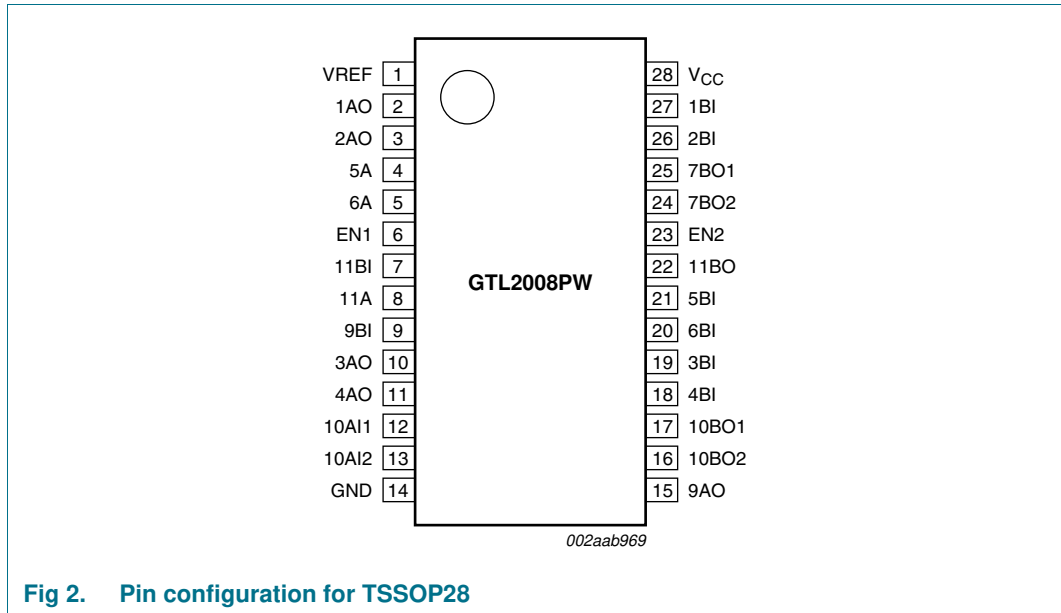 VREF 1 28 VCC
1AO 2 27 1BI
2AO 3 26 2BI
5A 4 25 7BO1
6A 5 24 7BO2
EN1 6 23 EN2
11BI 7 22 11BO
GTL2008PW
11A 8 21 5BI
9BI 9 20 6BI
3AO 10 19 3BI
4AO 11 18 4BI
10AI1 12 17 10BO1
10AI2 13 16 10BO2
GND 14 15 9AO
002aab969
Fig 2. Pin configuration for TSSOP28